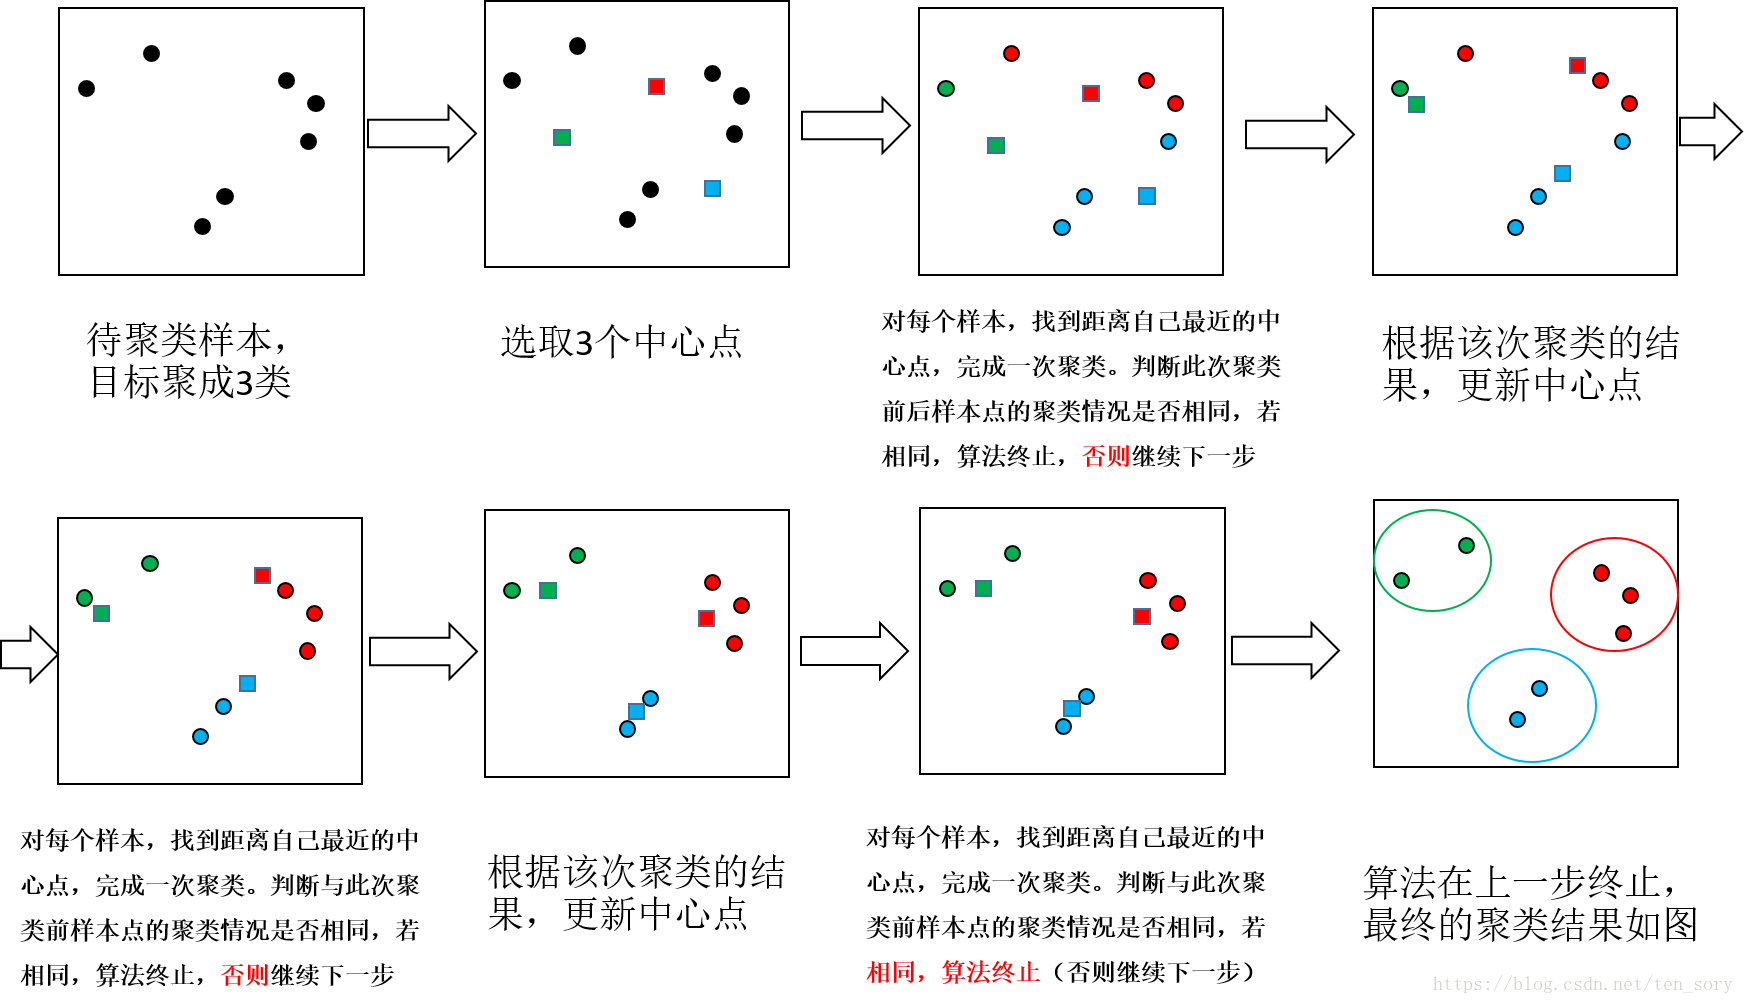 待聚类样本，
目标聚成3类
选取3个中心点
对每个样本，找到距离自己最近的中
心点，完成一次聚类。判断此次聚类
前后样本点的聚类情况是否相同，若
相同，算法终止，否则继续下一步
根据该次聚类的结
果，更新中心点
对每个样本，找到距离自己最近的中
心点，完成一次聚类。判断与此次聚
类前样本点的聚类情况是否相同，若
相同，算法终止，否则继续下一步
根据该次聚类的结
果，更新中心点
对每个样本，找到距离自己最近的中
心点，完成一次聚类。判断与此次聚
类前样本点的聚类情况是否相同，若
相同，算法终止（否则继续下一步）
算法在上一步终止，
最终的聚类结果如图
https://blog.csdn.net/ten_sory